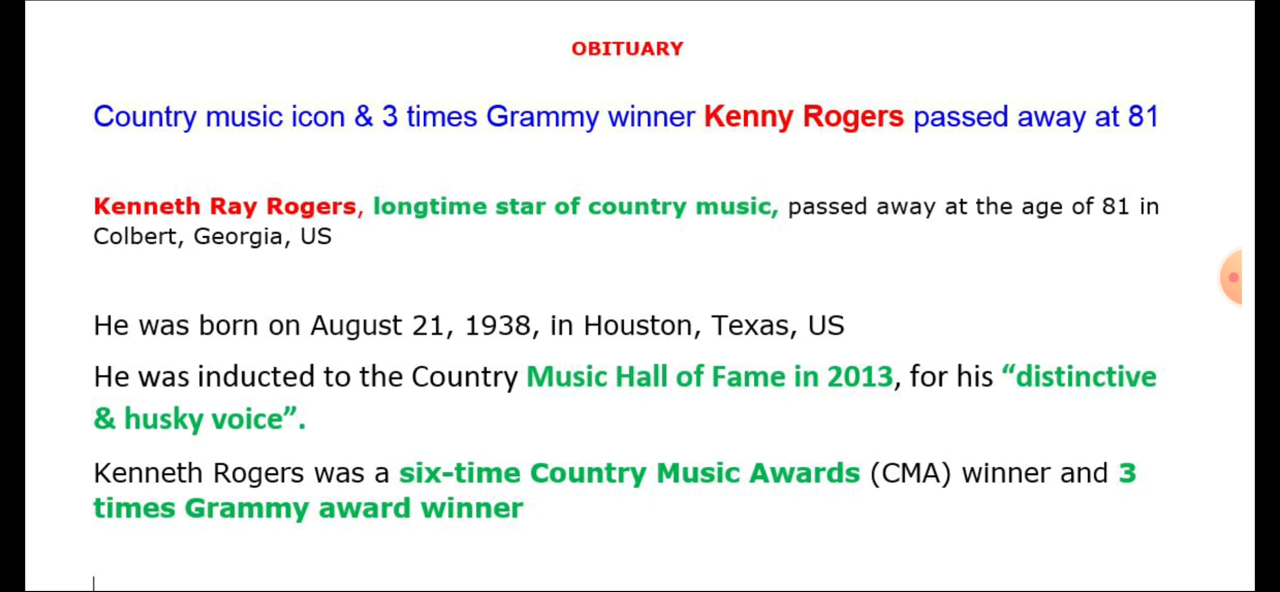 OBITUARY
Country music icon & 3 times Grammy winner Kenny Rogers passed away at 81
Kenneth Ray Rogers, longtime star of country music, passed away at the age of 81 in
Colbert, Georgia, US
He was born on August 21, 1938, in Houston, Texas, US
He was inducted to the Country Music Hall of Fame in 2013, for his “distinctive
& husky voice”.
Kenneth Rogers was a six-time Country Music Awards (CMA) winner and 3
times Grammy award winner